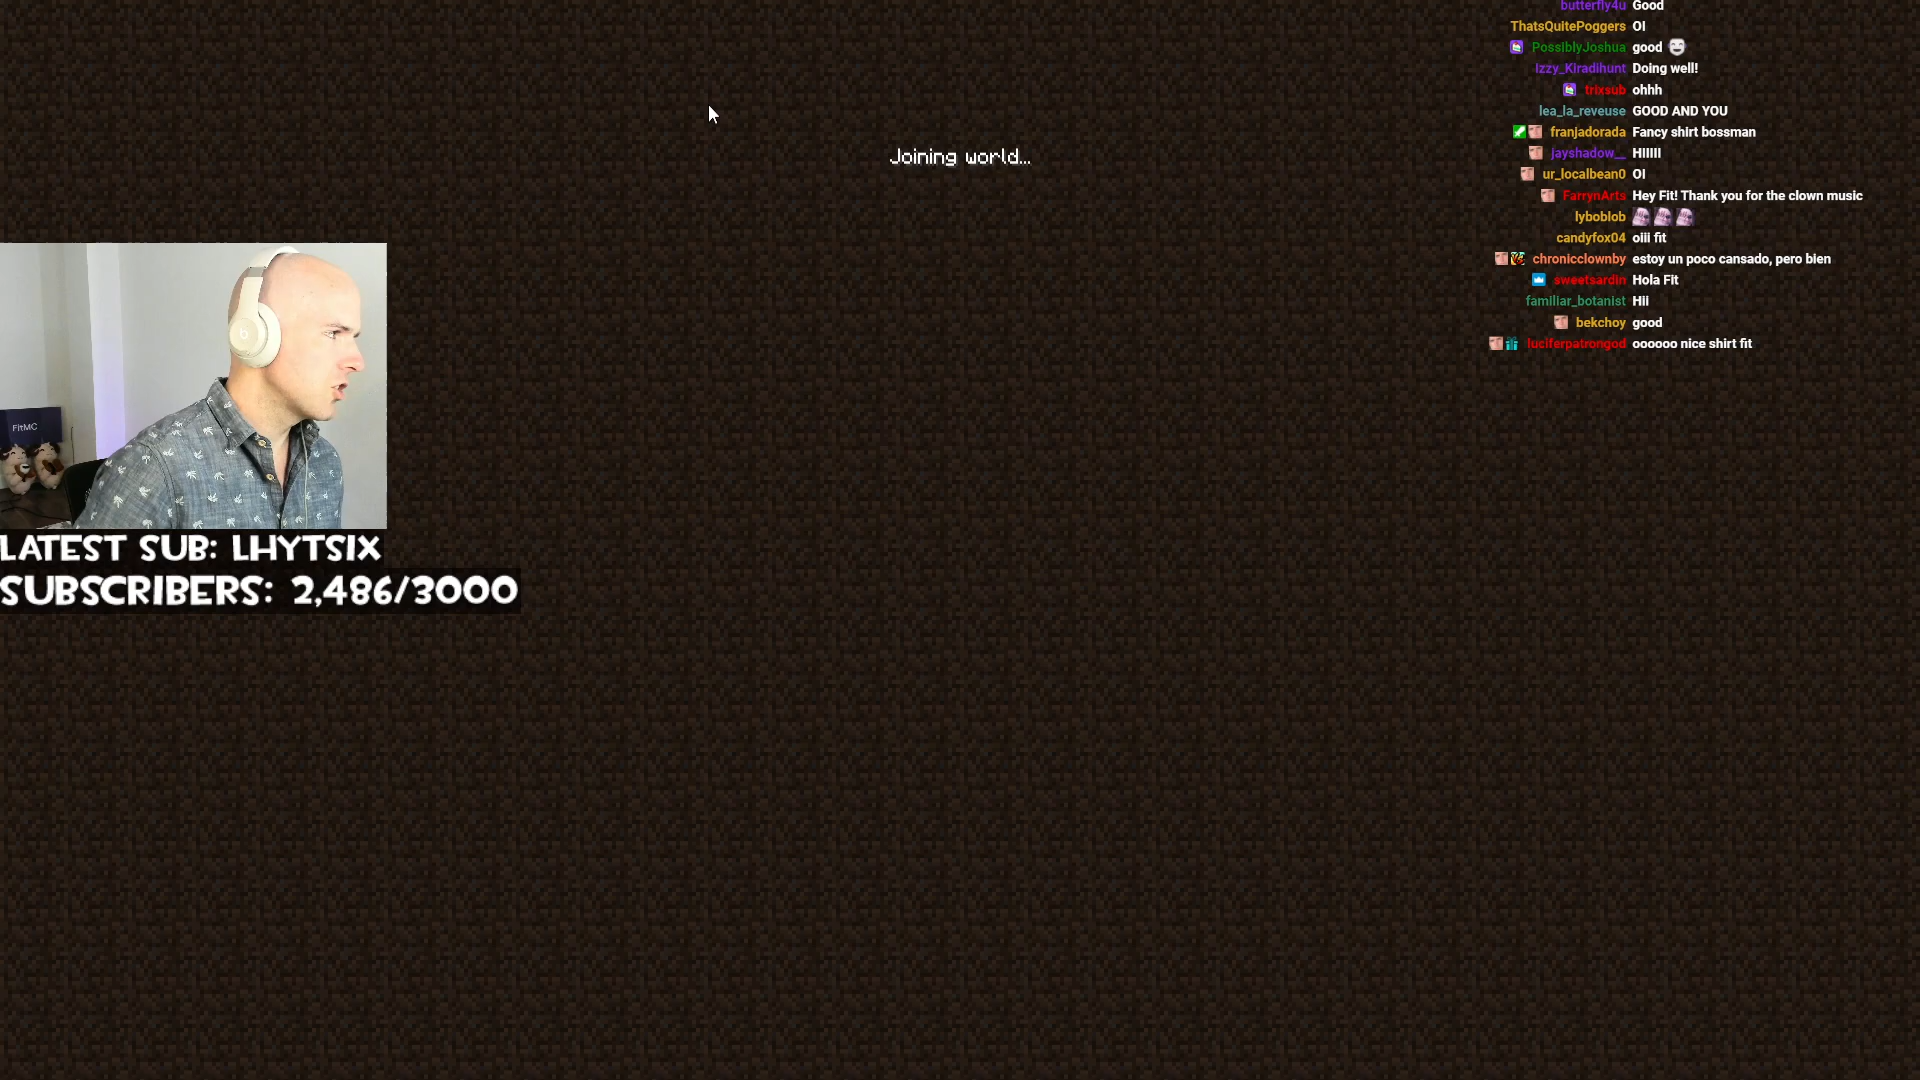 butterfly4u Good
ThatsQuitePoggers OI
PossiblyJoshua good
Izzy_Kiradihunt Doing well!
trixsub ohhh
lea_la_reveuse GOOD AND YOU
franjadorada Fancy shirt bossman
jayshadow__ HIIIII
ur_localbean0 OI
FarrynArts Hey Fit! Thank you for the clown music
lyboblob
candyfox04 oiii fit
chronicclownby estoy un poco cansado, pero bien
sweetsardin Hola Fit
familiar_botanist Hii
bekchoy good
luciferpatrongod oooooo nice shirt fit
Joining world...
FitMC
LATEST SUB: LHYTSIX
SUBSCRIBERS: 2,486/3000